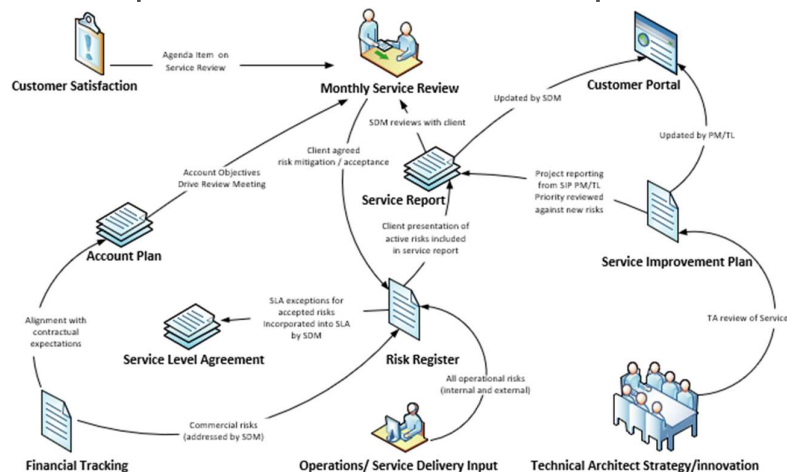 Agenda Item on
Service Review
Customer Satisfaction
Monthly Service Review
Customer Portal
Updated by SDM
SDM reviews with client
Updated by PM/TL
Client agreed
risk mitigation / acceptance
Account Objectives
Drive Review Meeting
Service Report
Project reporting
from SIP PM/TL
Priority reviewed
against new risks
Client presentation of
active risks included
in service report
Account Plan
Service Improvement Plan
SLA exceptions for
accepted risks
Incorporated into SLA
by SDM
Alignment with
contractual
expectations
TA review of Service
Service Level Agreement
Risk Register
All operational risks
(internal and external)
Commercial risks
(addressed by SDM)
Financial Tracking
Operations/ Service Delivery Input
Technical Architect Strategy/innovation